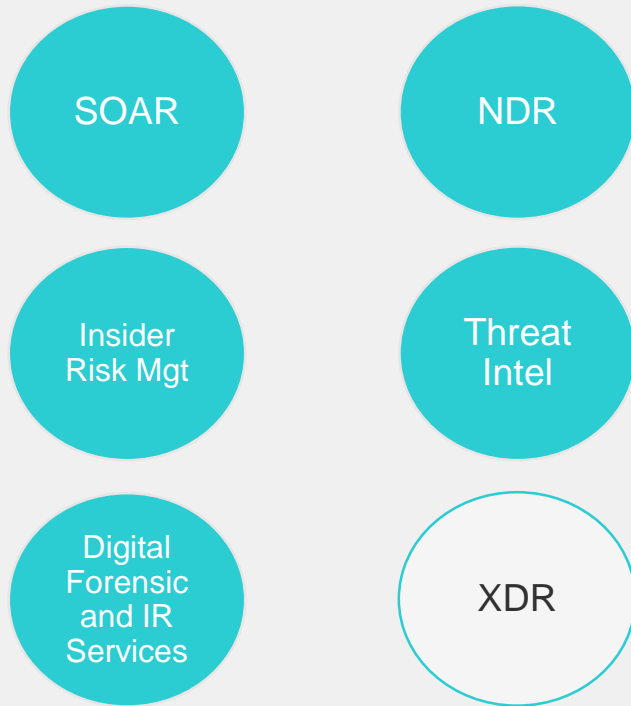 SOAR
NDR
Insider
Risk Mgt
Threat
Intel
Digital
Forensic
and IR
Services
XDR